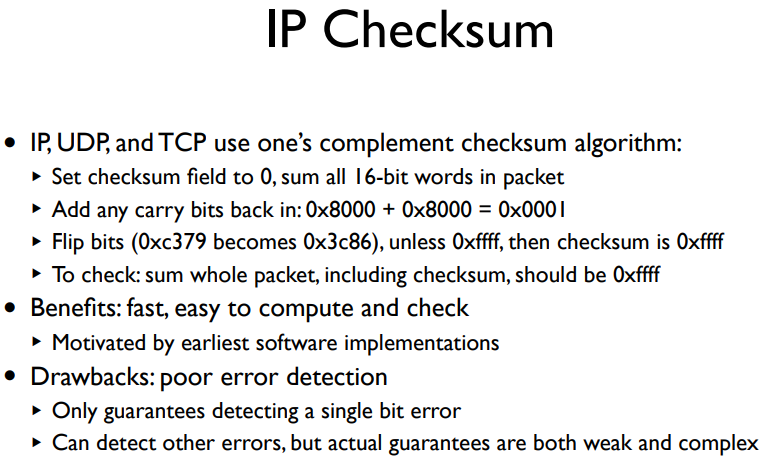 IP Checksum
• IP, UDP, and TCP use one's complement checksum algorithm:
‣ Set checksum field to 0, sum all 16-bit words in packet
‣ Add any carry bits back in: 0x8000 + 0x8000 = 0x0001
‣ Flip bits (0xc379 becomes 0x3c86), unless 0xffff, then checksum is 0xffff
‣ To check: sum whole packet, including checksum, should be 0xffff
• Benefits: fast, easy to compute and check
‣ Motivated by earliest software implementations
• Drawbacks: poor error detection
‣ Only guarantees detecting a single bit error
‣ Can detect other errors, but actual guarantees are both weak and complex